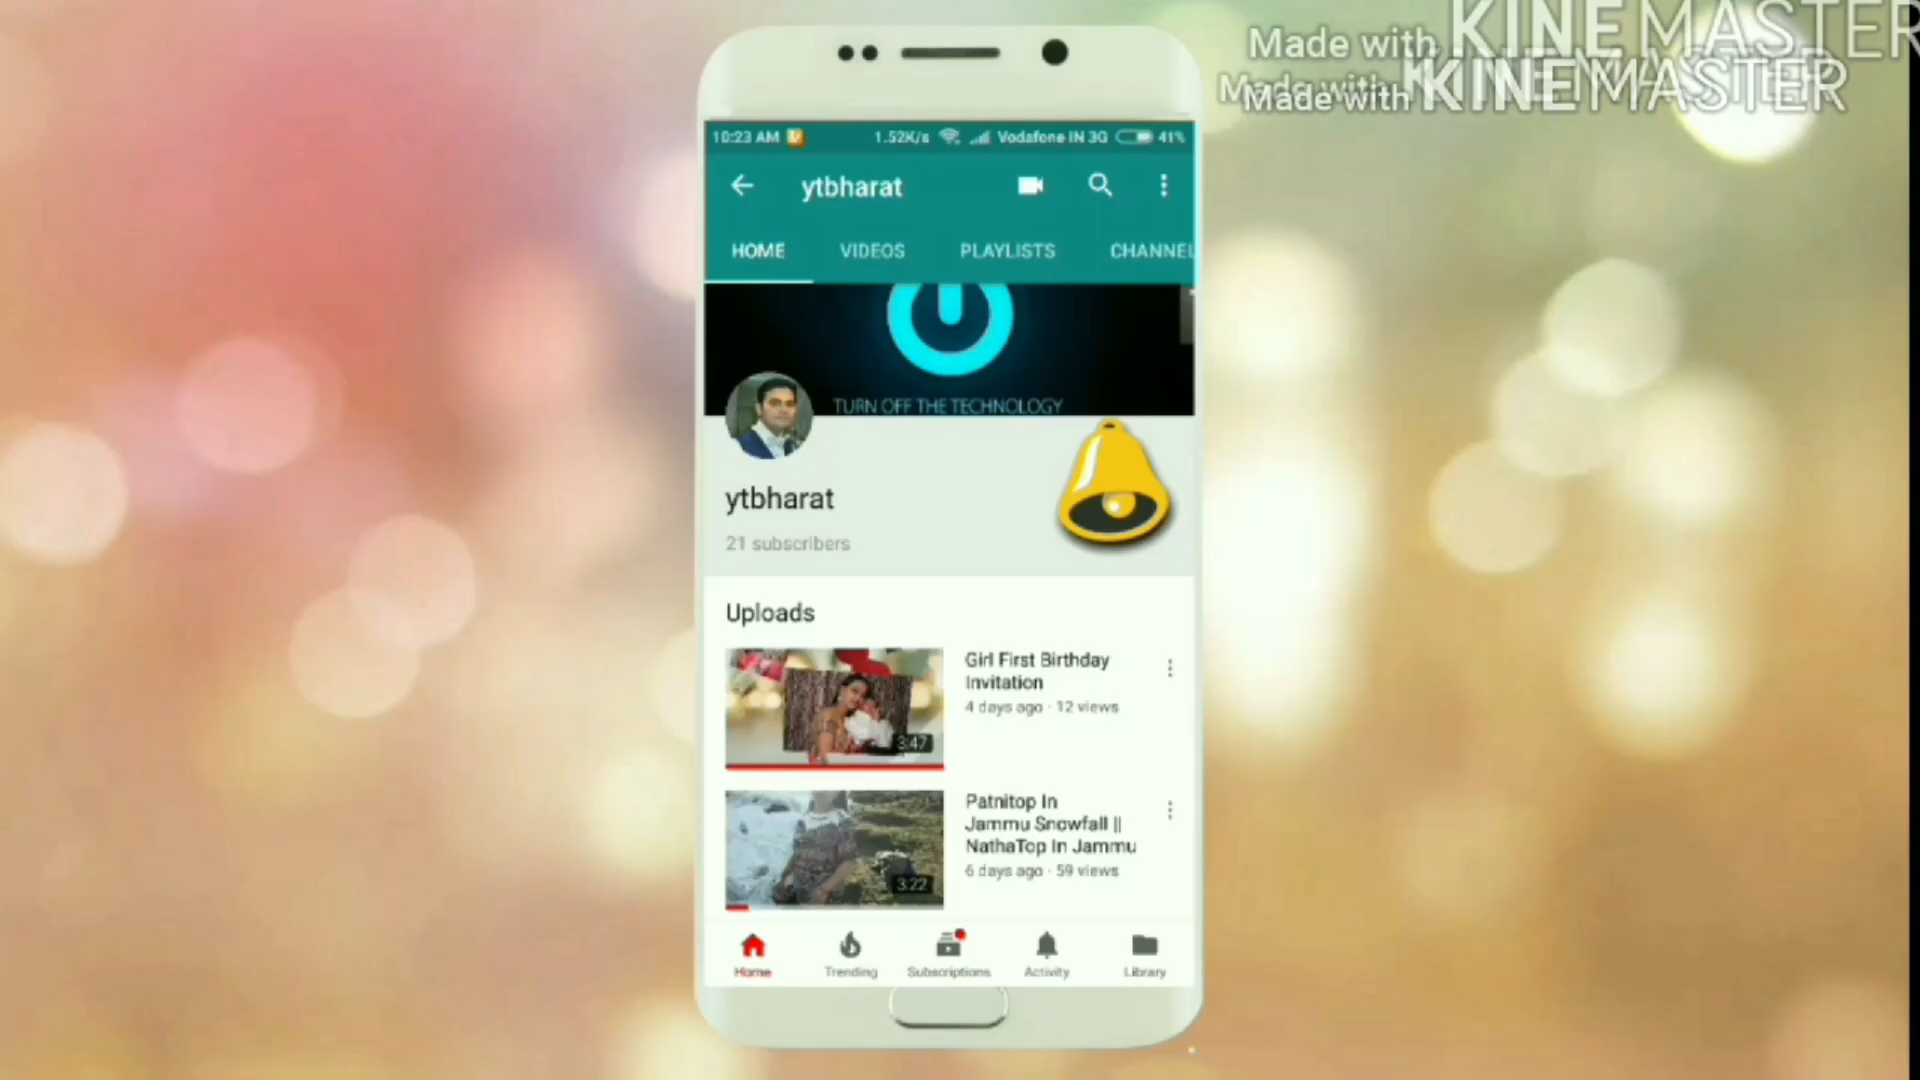 Made with KINEMASTER
Made with KINEMASTER
Made with
10:23 AM 1.52K/s Vodafone IN 3G 41%
ytbharat
HOME VIDEOS PLAYLISTS CHANNEL
TURN OFF THE TECHNOLOGY
ytbharat
21 subscribers
Uploads
Girl First Birthday
Invitation
4 days ago · 12 views
3:47
Patnitop In
Jammu Snowfall ||
NathaTop In Jammu
6 days ago · 59 views
3:22
Home Trending Subscriptions Activity Library